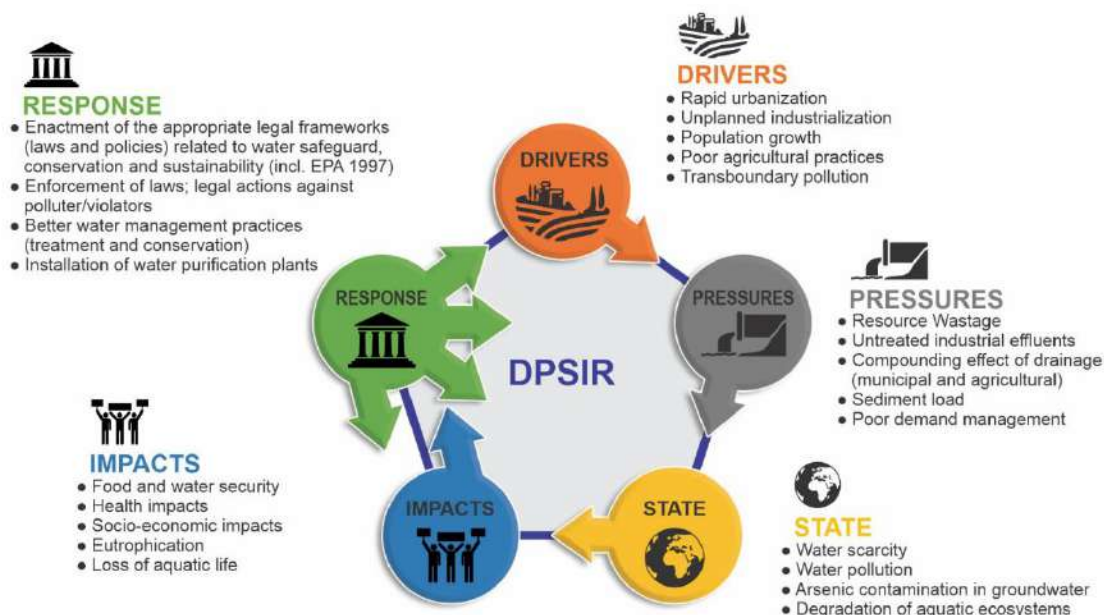 RESPONSE
● Enactment of the appropriate legal frameworks
(laws and policies) related to water safeguard,
conservation and sustainability (incl. EPA 1997)
● Enforcement of laws; legal actions against
polluter/violators
● Better water management practices
(treatment and conservation)
● Installation of water purification plants
DRIVERS
● Rapid urbanization
● Unplanned industrialization
● Population growth
● Poor agricultural practices
● Transboundary pollution
DRIVERS
RESPONSE
PRESSURES
DPSIR
IMPACTS
STATE
PRESSURES
● Resource Wastage
● Untreated industrial effluents
● Compounding effect of drainage
(municipal and agricultural)
● Sediment load
● Poor demand management
IMPACTS
● Food and water security
● Health impacts
● Socio-economic impacts
● Eutrophication
● Loss of aquatic life
STATE
● Water scarcity
● Water pollution
● Arsenic contamination in groundwater
● Degradation of aquatic ecosystems